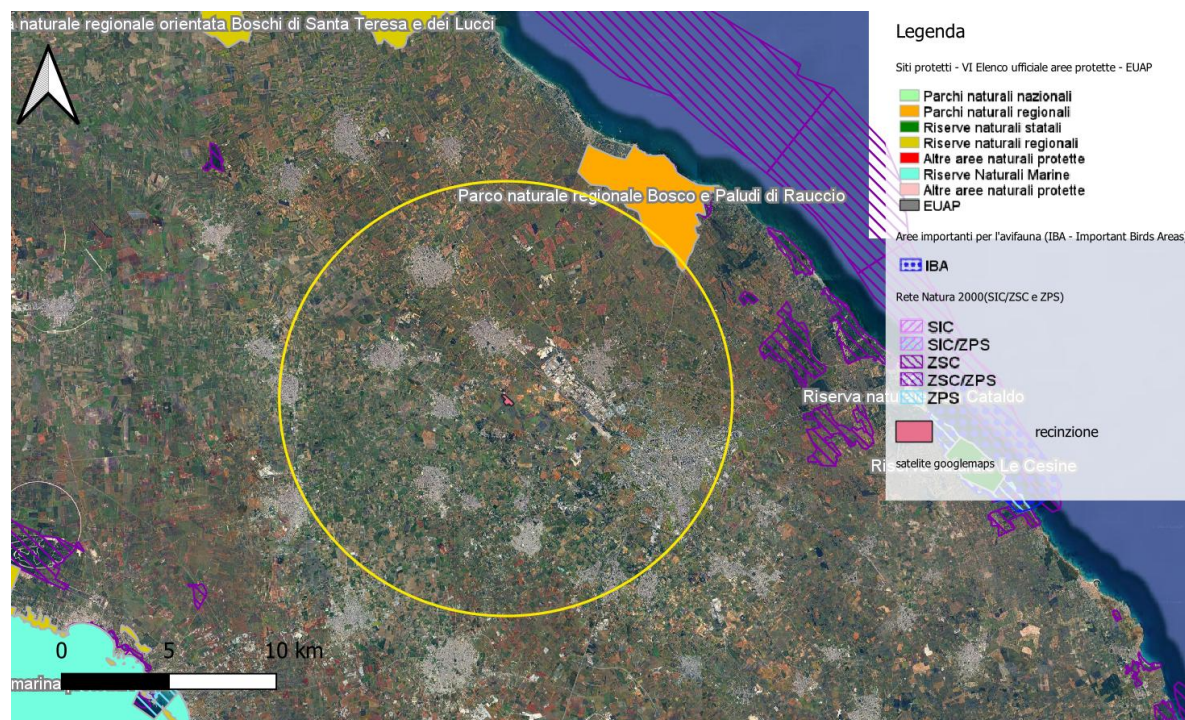 a naturale regionale orientata Boschi di Santa Teresa e dei Lucci
Parco naturale regionale Bosco e Paludi di Rauccio
Riserva natu
Cataldo
Ris
Le Cesine
marina
0 5 10 km
Legenda
Siti protetti - VI Elenco ufficiale aree protette - EUAP
Parchi naturali nazionali
Parchi naturali regionali
Riserve naturali statali
Riserve naturali regionali
Altre aree naturali protette
Riserve Naturali Marine
Altre aree naturali protette
EUAP
Aree importanti per l'avifauna (IBA - Important Birds Areas)
IBA
Rete Natura 2000(SIC/ZSC e ZPS)
SIC
SIC/ZPS
ZSC
ZSC/ZPS
ZPS
recinzione
satelite googlemaps